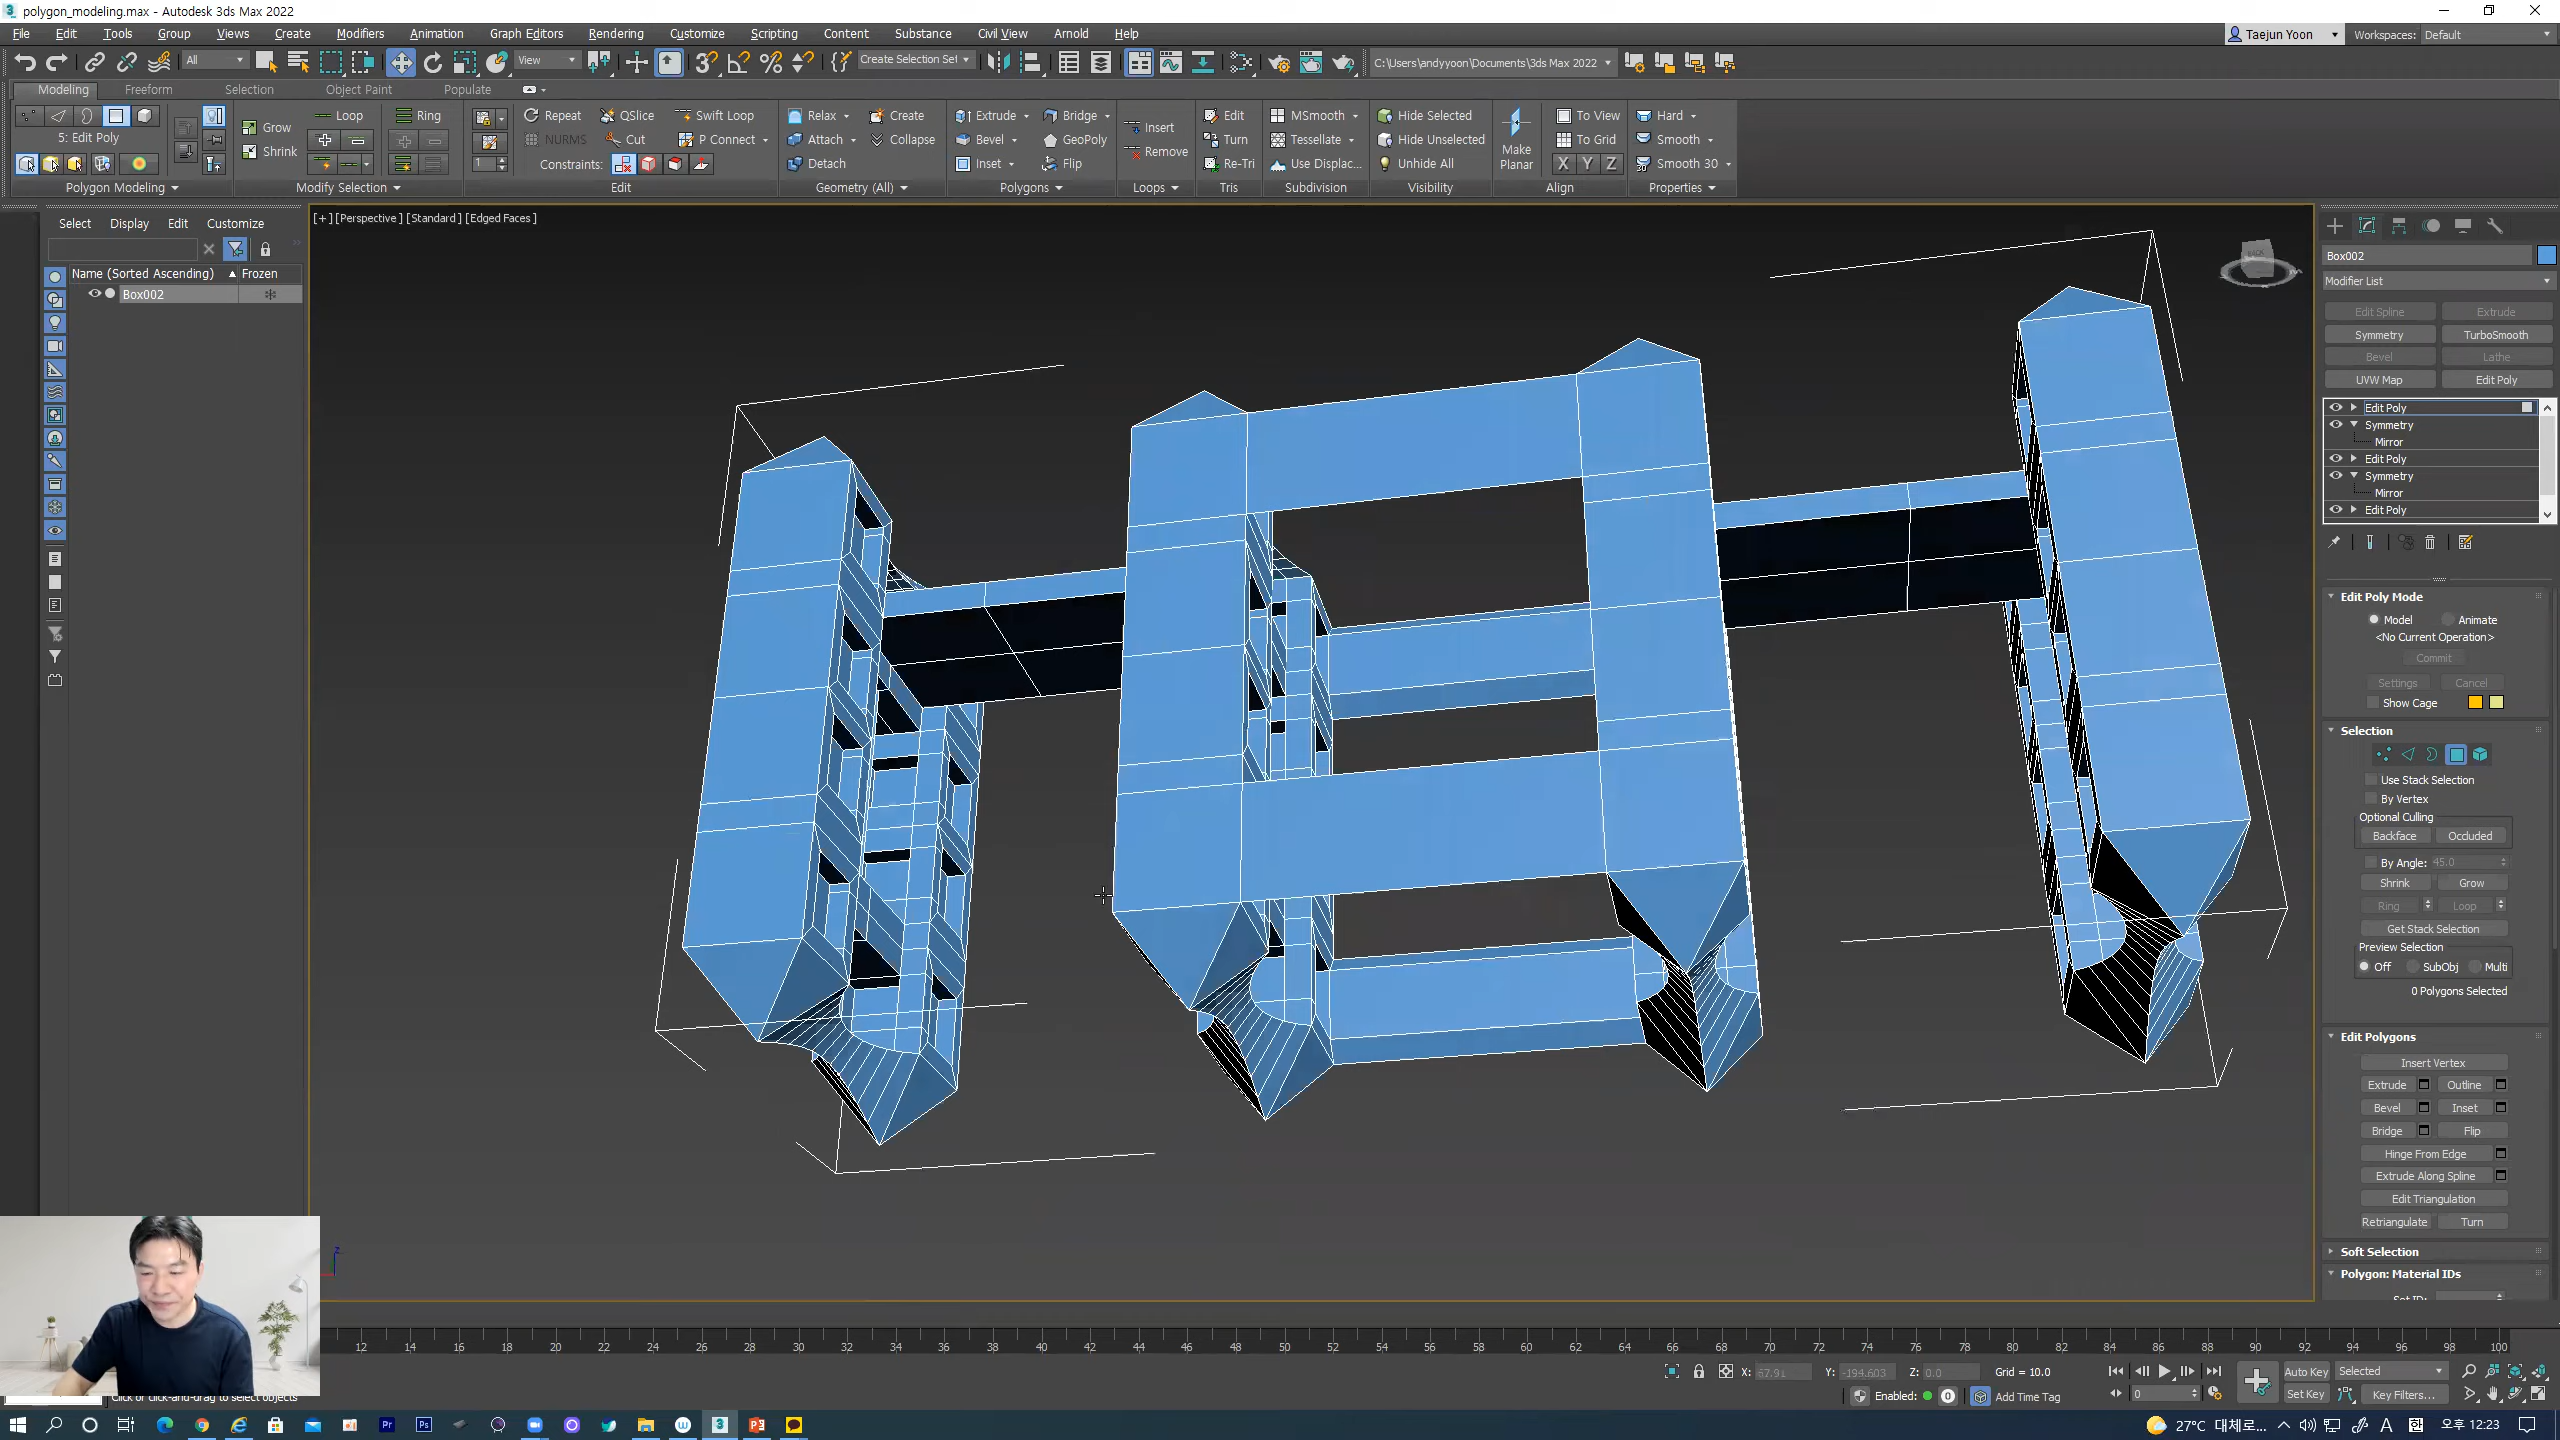 polygon_modeling.max - Autodesk 3ds Max 2022
File Edit Tools Group Views Create Modifiers Animation Graph Editors Rendering Customize Scripting Content Substance Civil View Arnold Help
Taejun Yoon Workspaces: Default
All View Create Selection Set C:\Users\andyyoon\Documents\3ds Max 2022
Modeling Freeform Selection Object Paint Populate
Loop Ring Repeat QSlice Swift Loop Relax Create Extrude Bridge Edit MSmooth Hide Selected To View Hard
5: Edit Poly Grow NURMS Cut P Connect Attach Collapse Bevel GeoPoly Insert Turn Tessellate Hide Unselected Make Planar To Grid Smooth
Shrink 1 Constraints: Detach Inset Flip Remove Re-Tri Use Displac... Unhide All X Y Z Smooth 30
Polygon Modeling Modify Selection Edit Geometry (All) Polygons Loops Tris Subdivision Visibility Align Properties
Select Display Edit Customize
Name (Sorted Ascending) Frozen
Box002
[+] [Perspective] [Standard] [Edged Faces]
Z
Box002
Modifier List
Edit Spline Extrude
Symmetry TurboSmooth
Bevel Lathe
UVW Map Edit Poly
Edit Poly
Symmetry
Mirror
Edit Poly
Symmetry
Mirror
Edit Poly
Edit Poly Mode
Model Animate
<No Current Operation>
Commit
Settings Cancel
Show Cage
Selection
Use Stack Selection
By Vertex
Optional Culling
Backface Occluded
By Angle: 45.0
Shrink Grow
Ring Loop
Get Stack Selection
Preview Selection
Off SubObj Multi
0 Polygons Selected
Edit Polygons
Insert Vertex
Extrude Outline
Bevel Inset
Bridge Flip
Hinge From Edge
Extrude Along Spline
Edit Triangulation
Retriangulate Turn
Soft Selection
Polygon: Material IDs
Set ID:
12 14 16 18 20 22 24 26 28 30 32 34 36 38 40 42 44 46 48 50 52 54 56 58 60 62 64 66 68 70 72 74 76 78 80 82 84 86 88 90 92 94 96 98 100
Click or click-and-drag to select objects
X: Y: -194.603 Z: 0.0 Grid = 10.0
Enabled: 0 Add Time Tag
0
Auto Key Selected
Set Key Key Filters...
27°C 대체로... A 한 오후 12:23